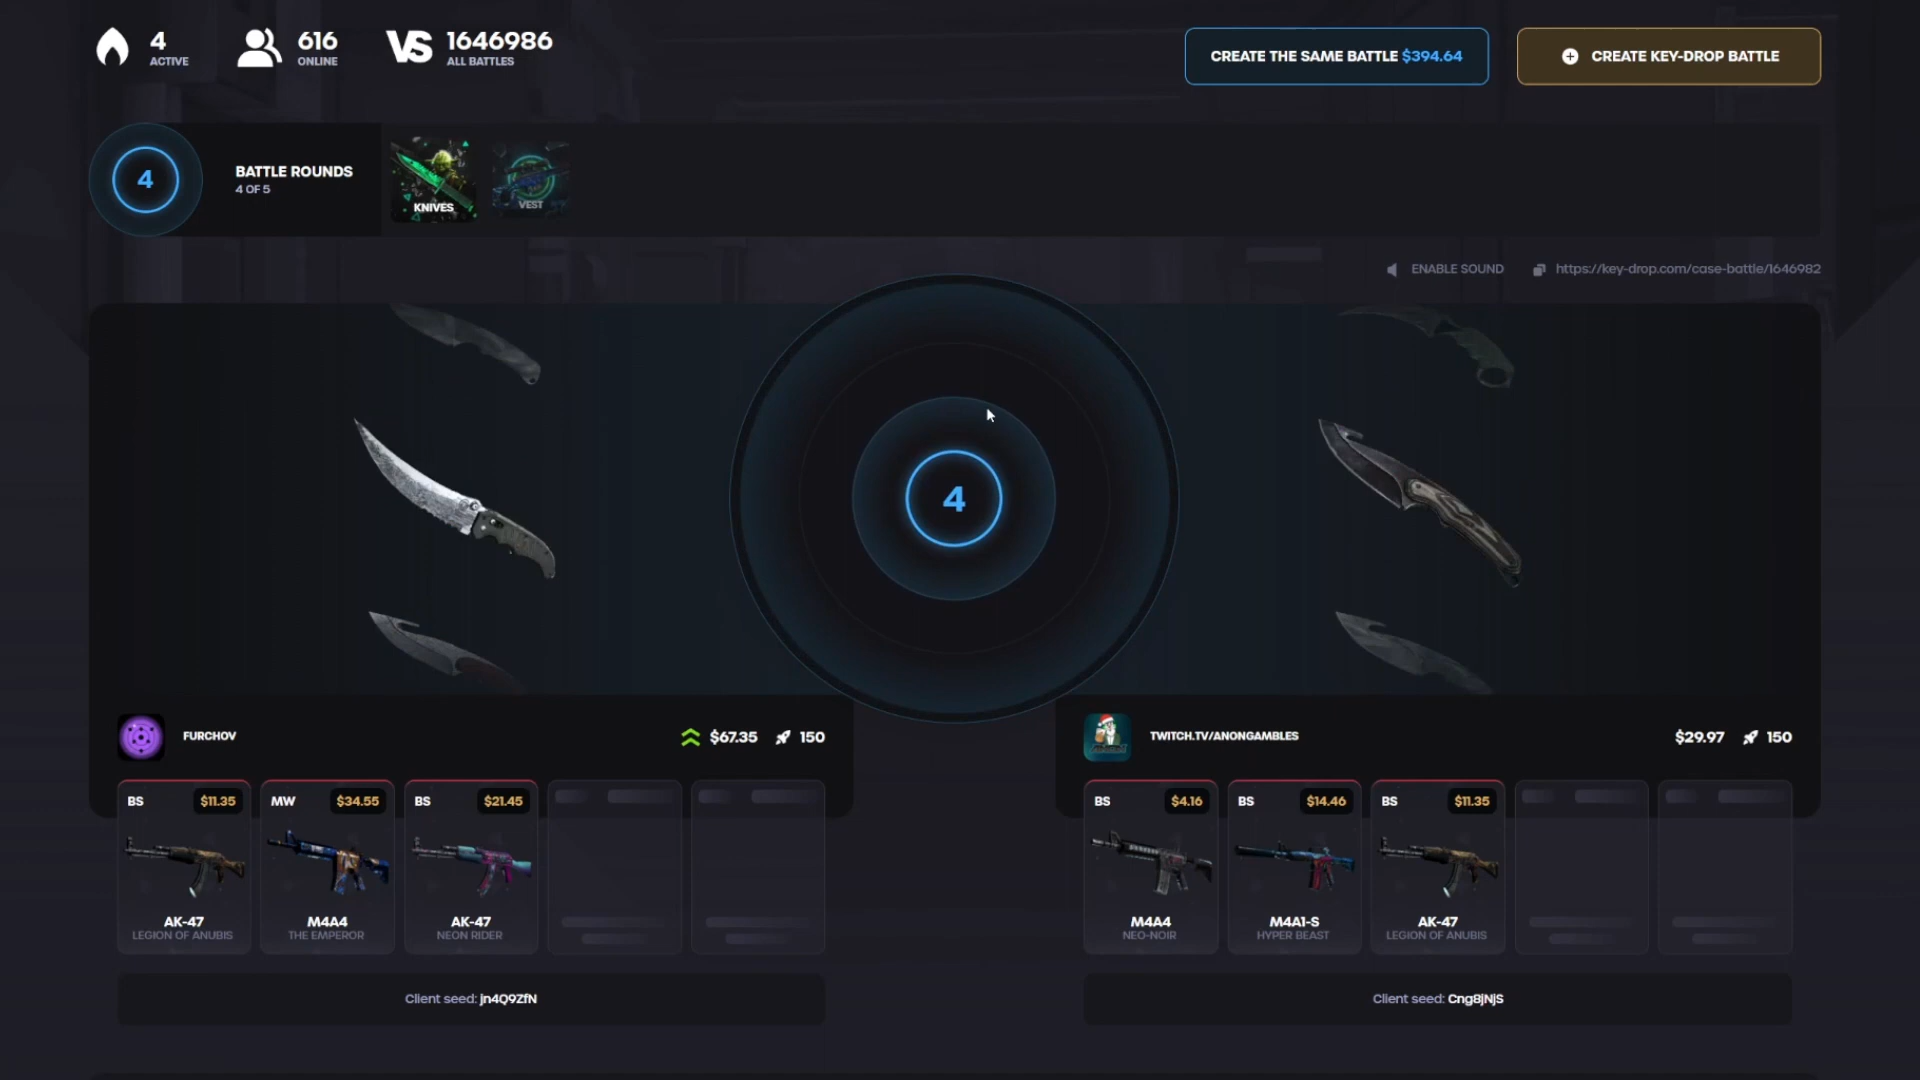 4
ACTIVE
616
ONLINE
VS
1646986
ALL BATTLES
CREATE THE SAME BATTLE $394.64
CREATE KEY-DROP BATTLE
4
BATTLE ROUNDS
4 OF 5
KNIVES
VEST
ENABLE SOUND
https://key-drop.com/case-battle/1646982
4
FURCHOV
$67.35
150
TWITCH.TV/ANONGAMBLES
$29.97
150
BS
$11.35
AK-47
LEGION OF ANUBIS
MW
$34.55
M4A4
THE EMPEROR
BS
$21.45
AK-47
NEON RIDER
BS
$4.16
M4A4
NEO-NOIR
BS
$14.46
M4A1-S
HYPER BEAST
BS
$11.35
AK-47
LEGION OF ANUBIS
Client seed: jn4Q9ZfN
Client seed: Cng8jNjS